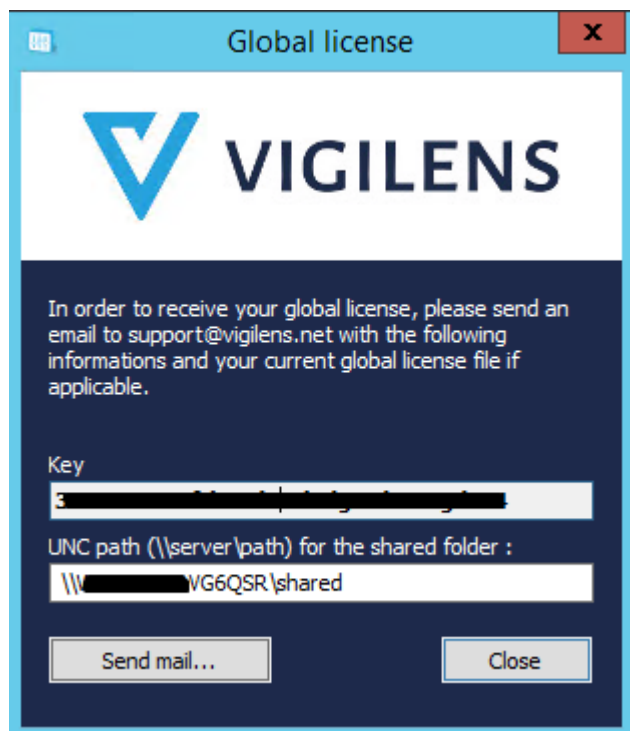 Global license
VIGILENS
In order to receive your global license, please send an
email to support@vigilens.net with the following
informations and your current global license file if
applicable.
Key
UNC path (\\server\path) for the shared folder :
VG6QSR\shared
Send mail...
Close